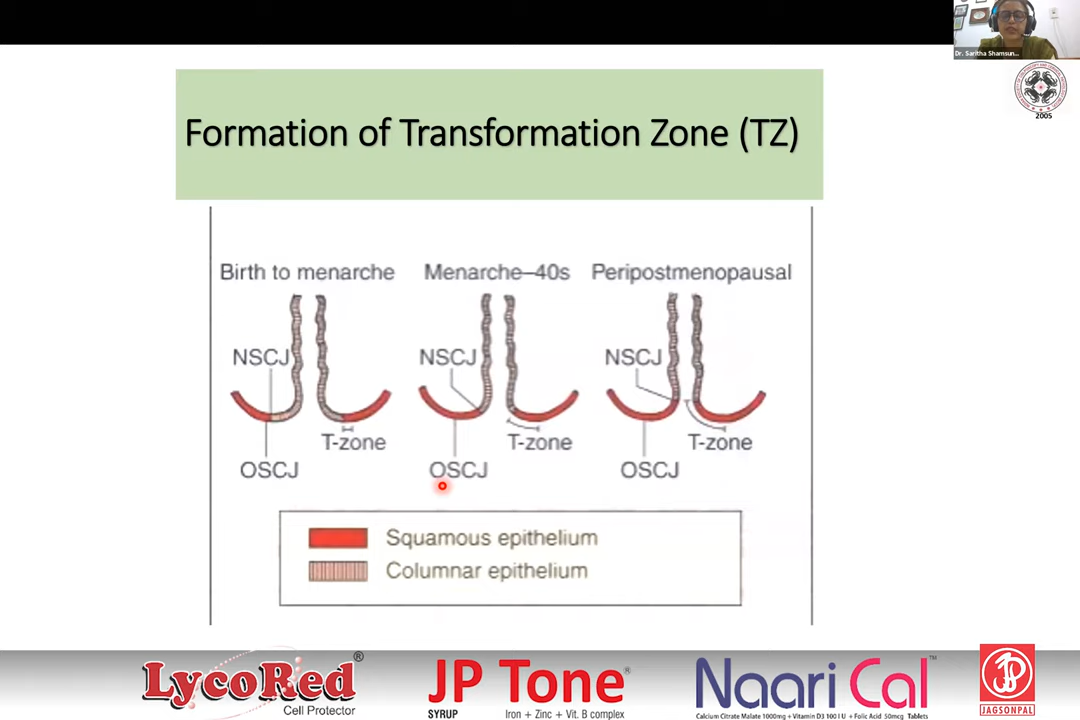 Dr. Saritha Shamsun...
2005
Formation of Transformation Zone (TZ)
Birth to menarche
Menarche–40s
Peripostmenopausal
NSCJ
NSCJ
NSCJ
T-zone
T-zone
T-zone
OSCJ
OSCJ
OSCJ
Squamous epithelium
Columnar epithelium
LycoRed®
Cell Protector
JP Tone®
SYRUP Iron + Zinc + Vit. B complex
Naari Cal™
Calcium Citrate Malate 1000mg + Vitamin D3 100 I U + Folic Acid 50mcg Tablets
JAGSONPAL